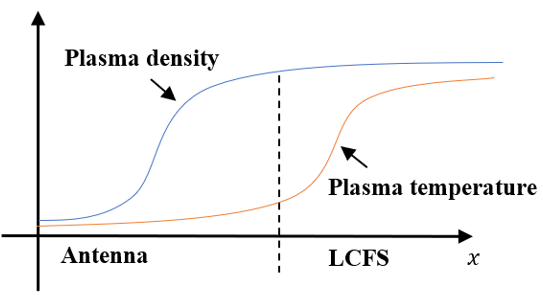 Plasma density
Plasma temperature
Antenna
LCFS
x